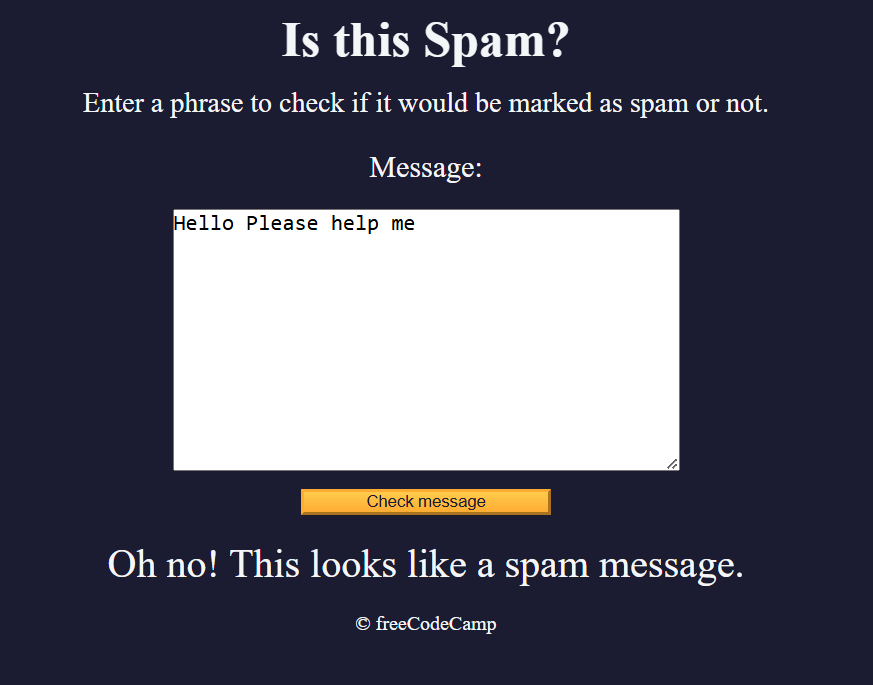 Is this Spam?
Enter a phrase to check if it would be marked as spam or not.
Message:
Hello Please help me
Check message
Oh no! This looks like a spam message.
© freeCodeCamp